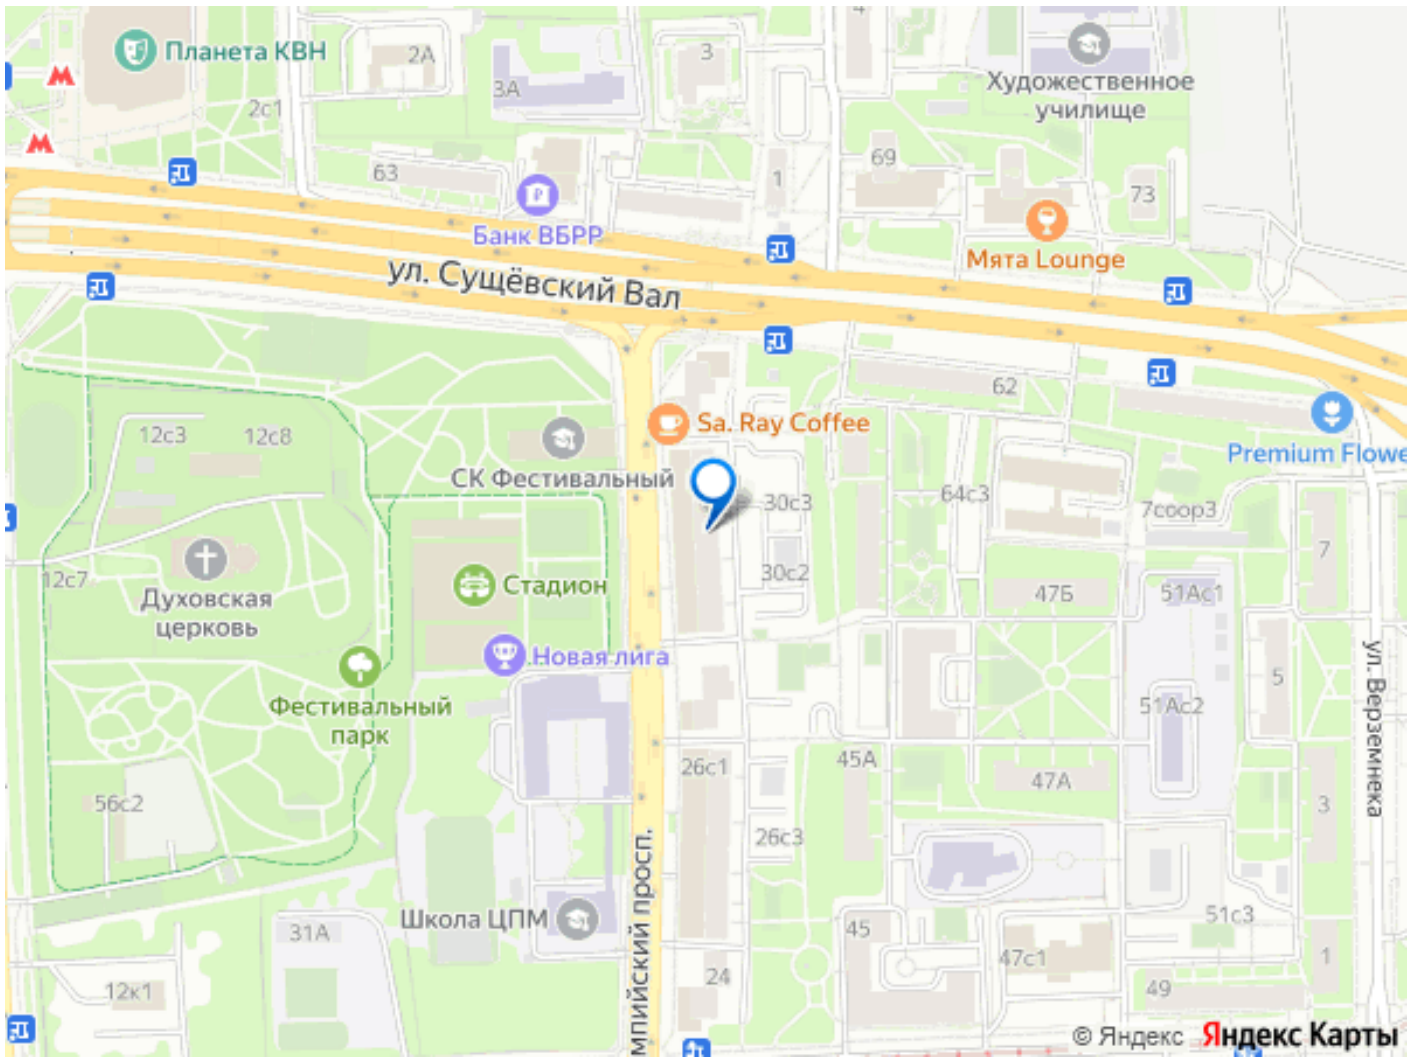 Планета КВН
2А
3
4
3А
Художественное
училище
2с1
63
1
69
73
Банк ВБРР
Мята Lounge
ул. Сущёвский Вал
62
Sa. Ray Coffee
Premium Flowe
12с3
12с8
СК Фестивальный
30с3
64с3
7соор3
7
12с7
Духовская
церковь
Стадион
30с2
47Б
51Ас1
Новая лига
5
ул. Верземнека
Фестивальный
парк
51Ас2
26с1
45А
47А
56с2
3
26с3
мпийский просп.
Школа ЦПМ
31А
45
51с3
47с1
1
12к1
24
49
© Яндекс Яндекс Карты